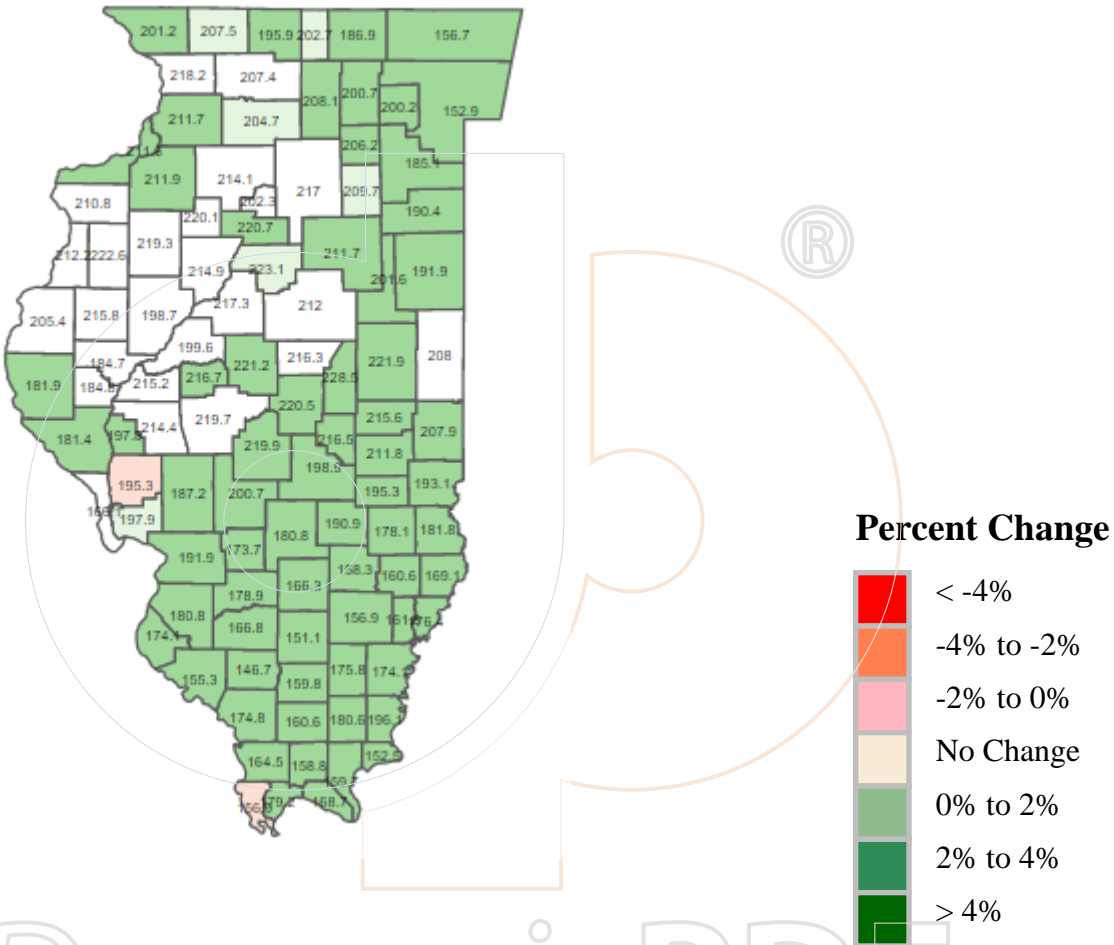 201.2 207.5 195.9 202.7 186.9 156.7
218.2 207.4 208.1 200.7 200.2 152.9
211.7 204.7 206.2 185.1
211.9 214.1 217 209.7
210.8 202.3 190.4
220.1 220.7
219.3 222.6 211.7
214.9 223.1 201.6 191.9
217.3 212
205.4 215.8 198.7
199.6 216.3 208
184.7 221.2 221.9
181.9 215.2 216.7 228.5
220.5
214.4 219.7 215.6
181.4 197.8 219.9 216.5 207.9
211.8
198.9
195.3 187.2 200.7 195.3 193.1
197.9 180.8 190.9 178.1 181.8
191.9 173.7
166.3 160.6 169.1
178.9
180.8 166.8 156.9
174.1 151.1
155.3 146.7 159.8 175.8
174.8 160.6 180.6
164.5 158.8
Percent Change
< -4%
-4% to -2%
-2% to 0%
No Change
0% to 2%
2% to 4%
> 4%
®